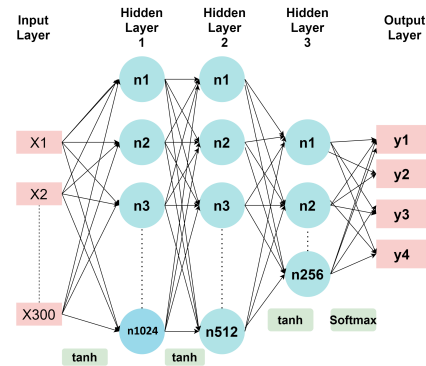 Input
Layer
Hidden
Layer
1
Hidden
Layer
2
Hidden
Layer
3
Output
Layer
X1
X2
X300
n1
n2
n3
n1024
n1
n2
n3
n512
n1
n2
n256
y1
y2
y3
y4
tanh
tanh
tanh
Softmax